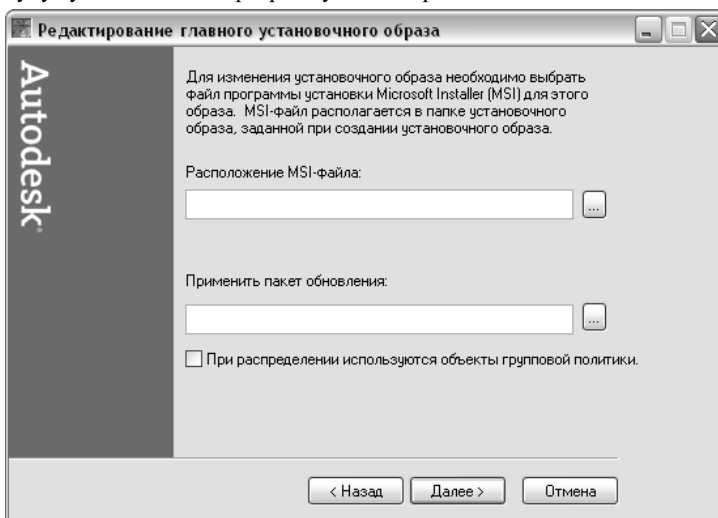 Редактирование главного установочного образа
Autodesk
Для изменения установочного образа необходимо выбрать
файл программы установки Microsoft Installer (MSI) для этого
образа. MSI-файл располагается в папке установочного
образа, заданной при создании установочного образа.
Расположение MSI-файла:
...
Применить пакет обновления:
...
При распределении используются объекты групповой политики.
< Назад
Далее >
Отмена